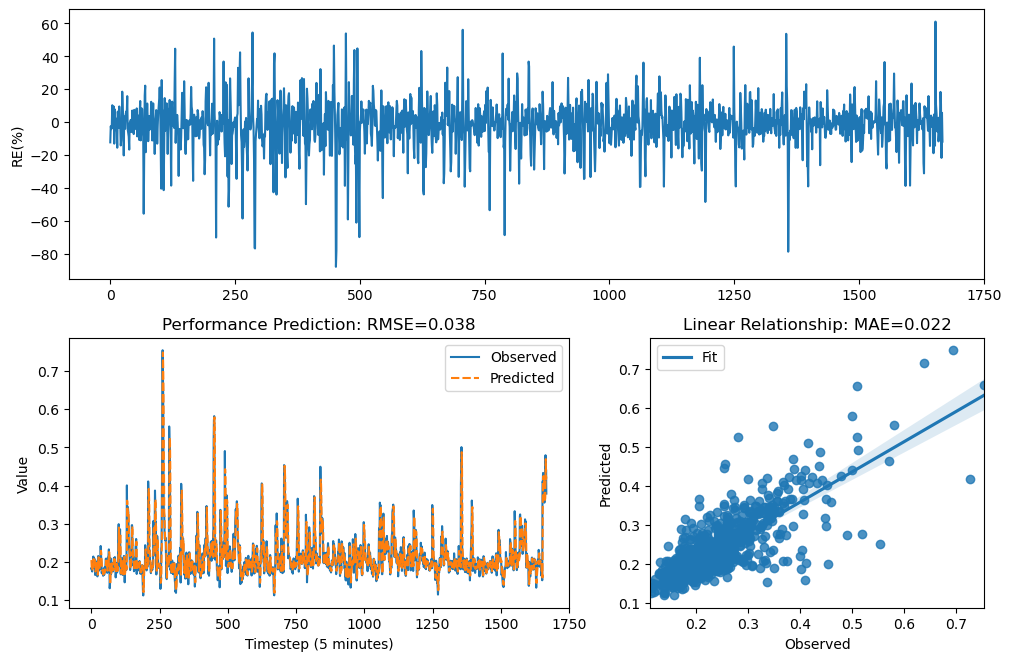 60
40
20
0
−20
−40
−60
−80
RE(%)
0 250 500 750 1000 1250 1500 1750
Performance Prediction: RMSE=0.038
Observed
Predicted
0.7
0.6
0.5
0.4
0.3
0.2
0.1
Value
0 250 500 750 1000 1250 1500 1750
Timestep (5 minutes)
Linear Relationship: MAE=0.022
Fit
0.7
0.6
0.5
0.4
0.3
0.2
0.1
Predicted
0.2 0.3 0.4 0.5 0.6 0.7
Observed